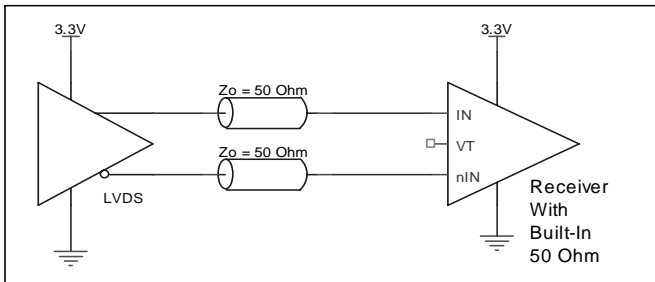 3.3V
3.3V
Zo = 50 Ohm
IN
VT
Zo = 50 Ohm
nIN
LVDS
Receiver
With
Built-In
50 Ohm